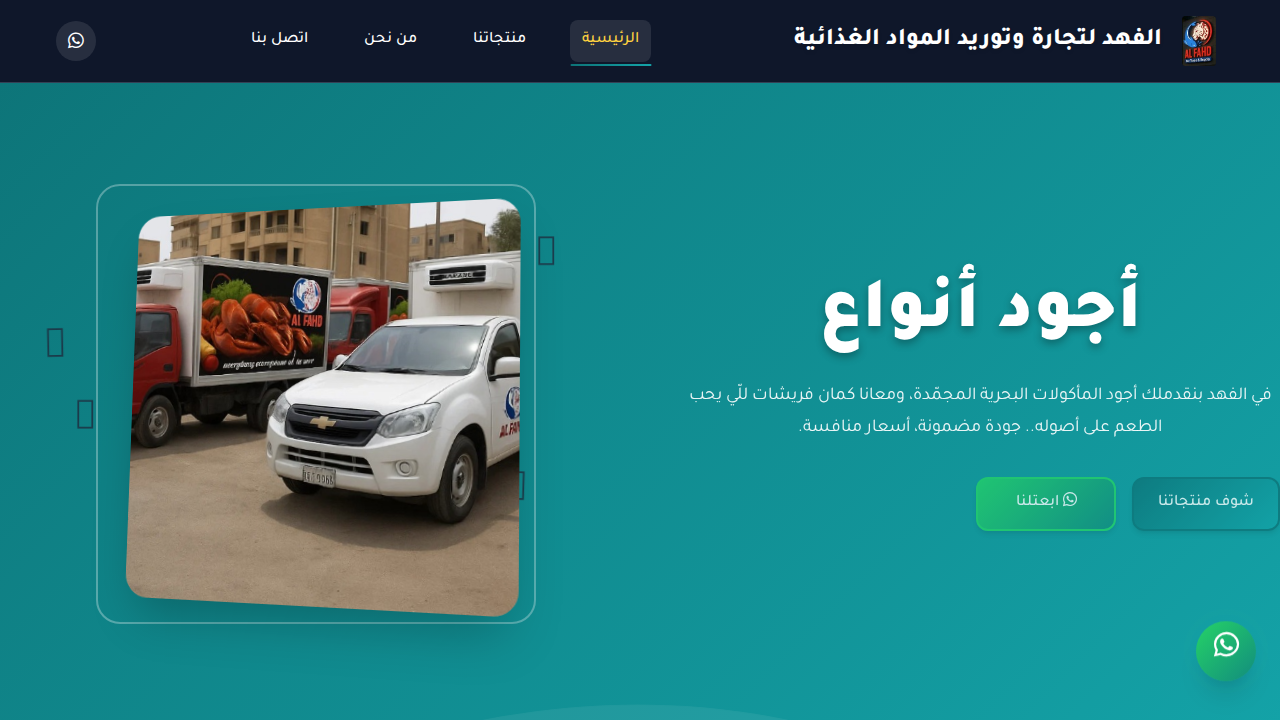 AL FAHD
الفهد لتجارة وتوريد المواد الغذائية
الرئيسية
منتجاتنا
من نحن
اتصل بنا
أجود أنواع
في الفهد بنقدملك أجود المأكولات البحرية المجمّدة، ومعانا كمان فريشات للّي يحب
الطعم على أصوله.. جودة مضمونة، أسعار منافسة.
شوف منتجاتنا
ابعتلنا
AL FAHD